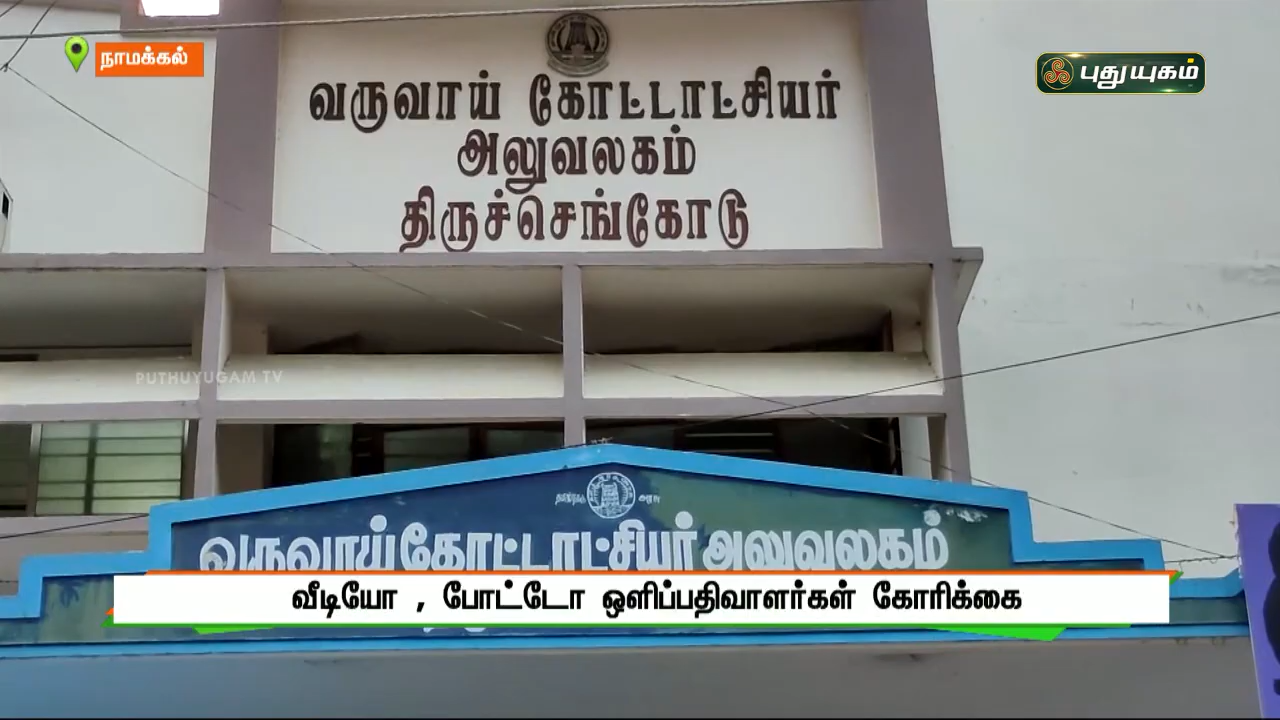 நாமக்கல்
புதுயுகம்
வருவாய் கோட்டாட்சியர்
அலுவலகம்
திருச்செங்கோடு
PUTHUYUGAM TV
வருவாய் கோட்டாட்சியர் அலுவலகம்
வீடியோ , போட்டோ ஒளிப்பதிவாளர்கள் கோரிக்கை